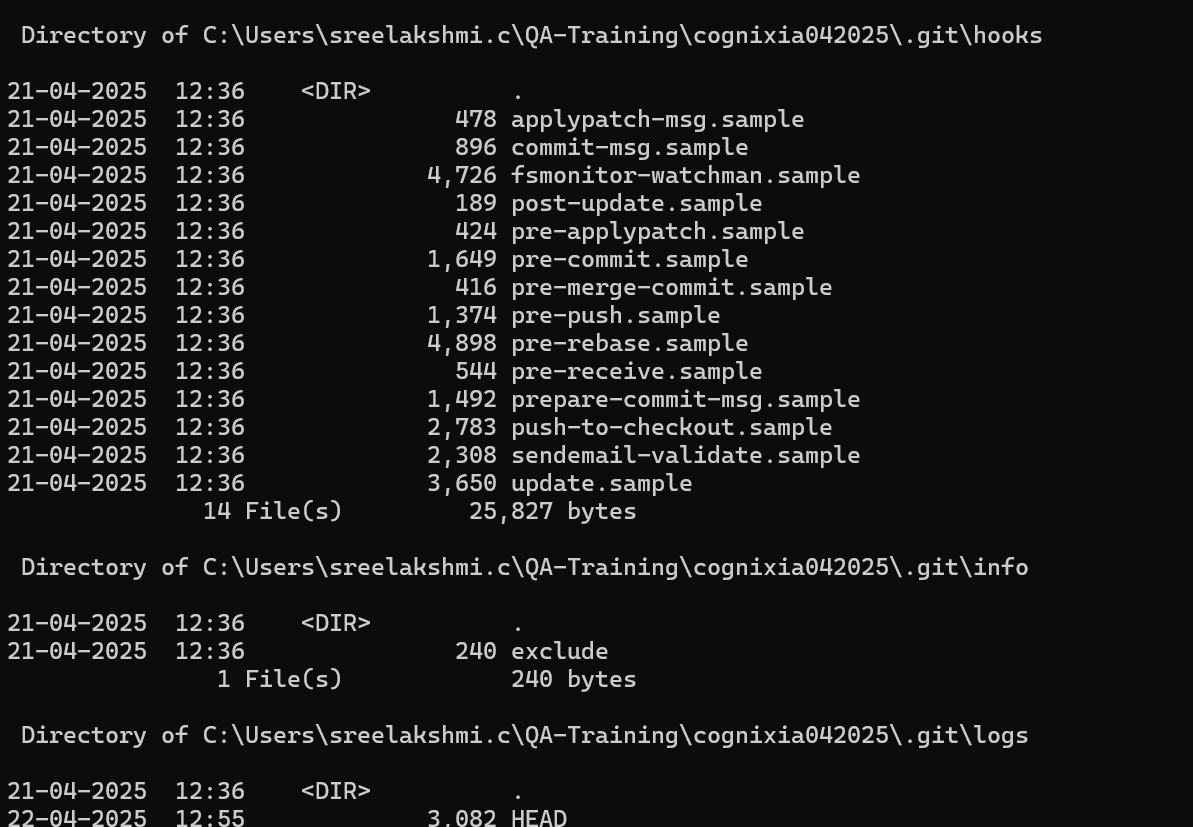 Directory of C:\Users\sreelakshmi.c\QA-Training\cognixia042025\.git\hooks
21-04-2025  12:36    <DIR>          .
21-04-2025  12:36               478 applypatch-msg.sample
21-04-2025  12:36               896 commit-msg.sample
21-04-2025  12:36             4,726 fsmonitor-watchman.sample
21-04-2025  12:36               189 post-update.sample
21-04-2025  12:36               424 pre-applypatch.sample
21-04-2025  12:36             1,649 pre-commit.sample
21-04-2025  12:36               416 pre-merge-commit.sample
21-04-2025  12:36             1,374 pre-push.sample
21-04-2025  12:36             4,898 pre-rebase.sample
21-04-2025  12:36               544 pre-receive.sample
21-04-2025  12:36             1,492 prepare-commit-msg.sample
21-04-2025  12:36             2,783 push-to-checkout.sample
21-04-2025  12:36             2,308 sendemail-validate.sample
21-04-2025  12:36             3,650 update.sample
14 File(s)         25,827 bytes
Directory of C:\Users\sreelakshmi.c\QA-Training\cognixia042025\.git\info
21-04-2025  12:36    <DIR>          .
21-04-2025  12:36               240 exclude
1 File(s)            240 bytes
Directory of C:\Users\sreelakshmi.c\QA-Training\cognixia042025\.git\logs
21-04-2025  12:36    <DIR>          .
22-04-2025  12:55             3,082 HEAD